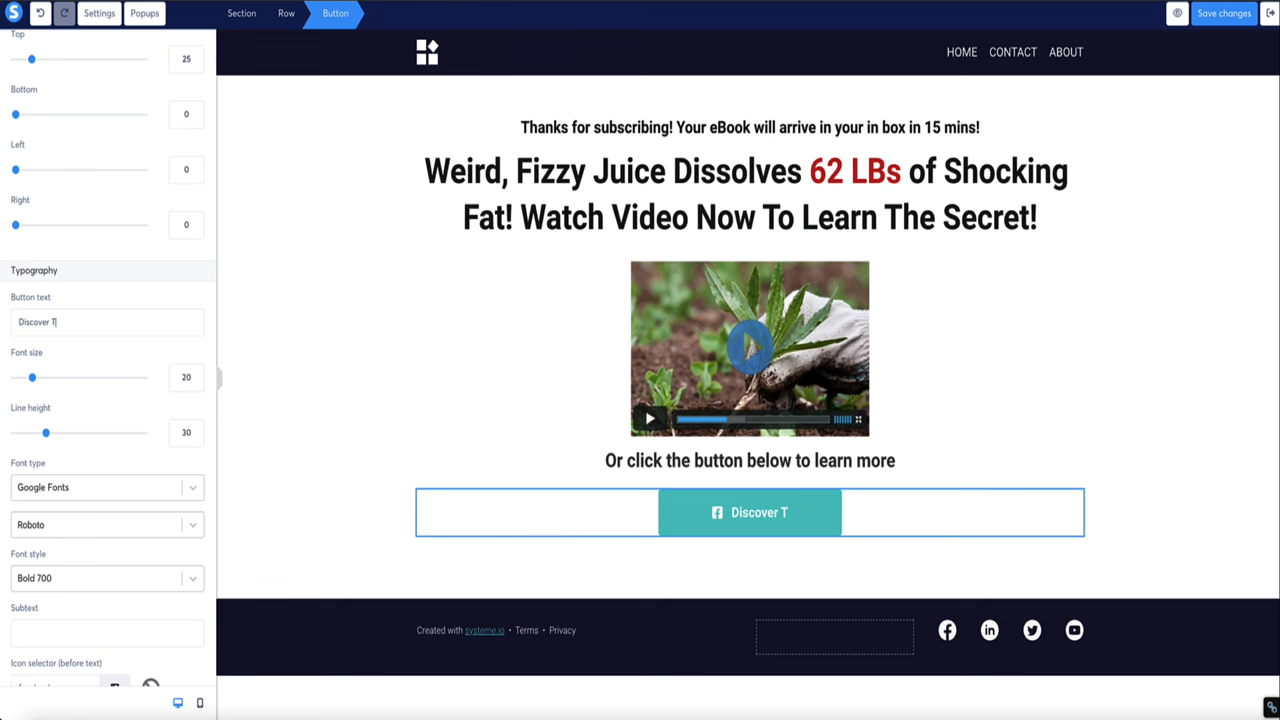 S
Settings
Popups
Section
Row
Button
Save changes
Top
25
Bottom
0
Left
0
Right
0
Typography
Button text
Discover T
Font size
20
Line height
30
Font type
Google Fonts
Roboto
Font style
Bold 700
Subtext
Icon selector (before text)
HOME CONTACT ABOUT
Thanks for subscribing! Your eBook will arrive in your in box in 15 mins!
Weird, Fizzy Juice Dissolves 62 LBs of Shocking
Fat! Watch Video Now To Learn The Secret!
Or click the button below to learn more
Discover T
Created with systeme.io • Terms • Privacy